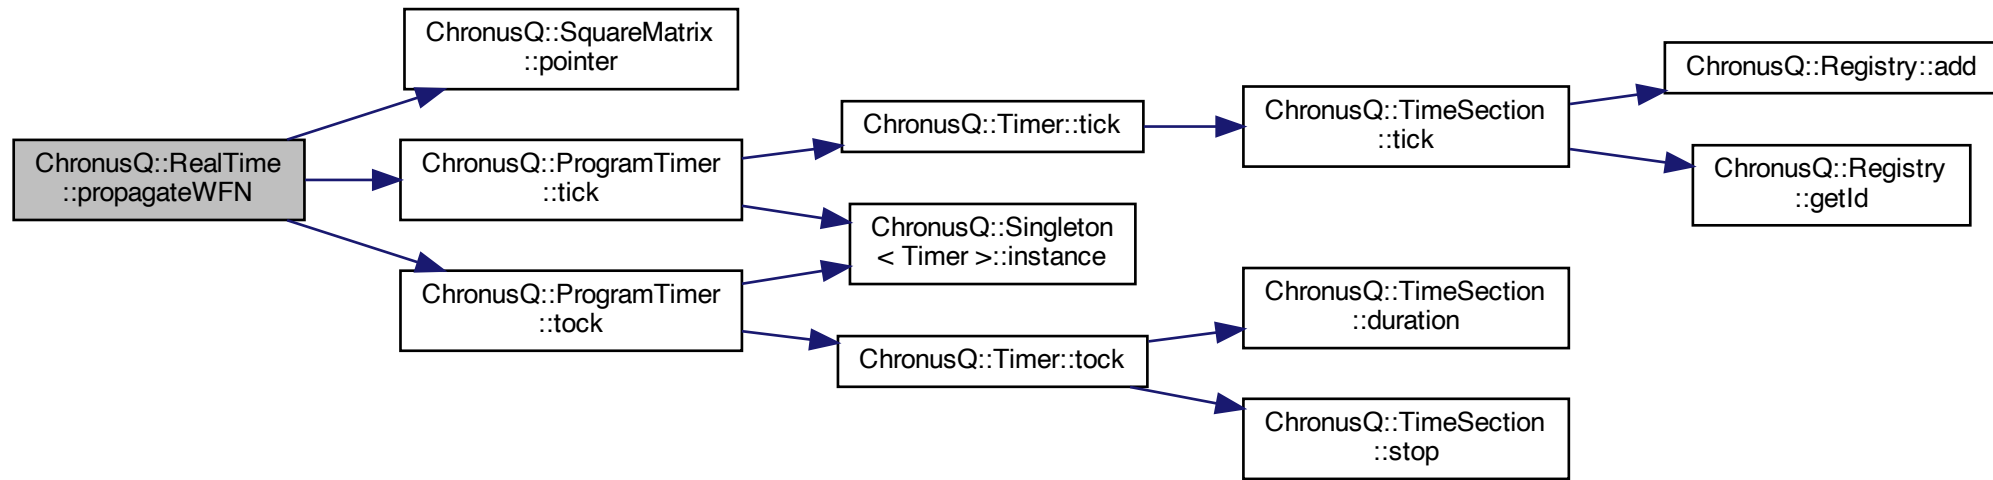 ChronusQ::RealTime
::propagateWFN
ChronusQ::SquareMatrix
::pointer
ChronusQ::ProgramTimer
::tick
ChronusQ::ProgramTimer
::tock
ChronusQ::Timer::tick
ChronusQ::Singleton
< Timer >::instance
ChronusQ::Timer::tock
ChronusQ::TimeSection
::tick
ChronusQ::TimeSection
::duration
ChronusQ::TimeSection
::stop
ChronusQ::Registry::add
ChronusQ::Registry
::getId